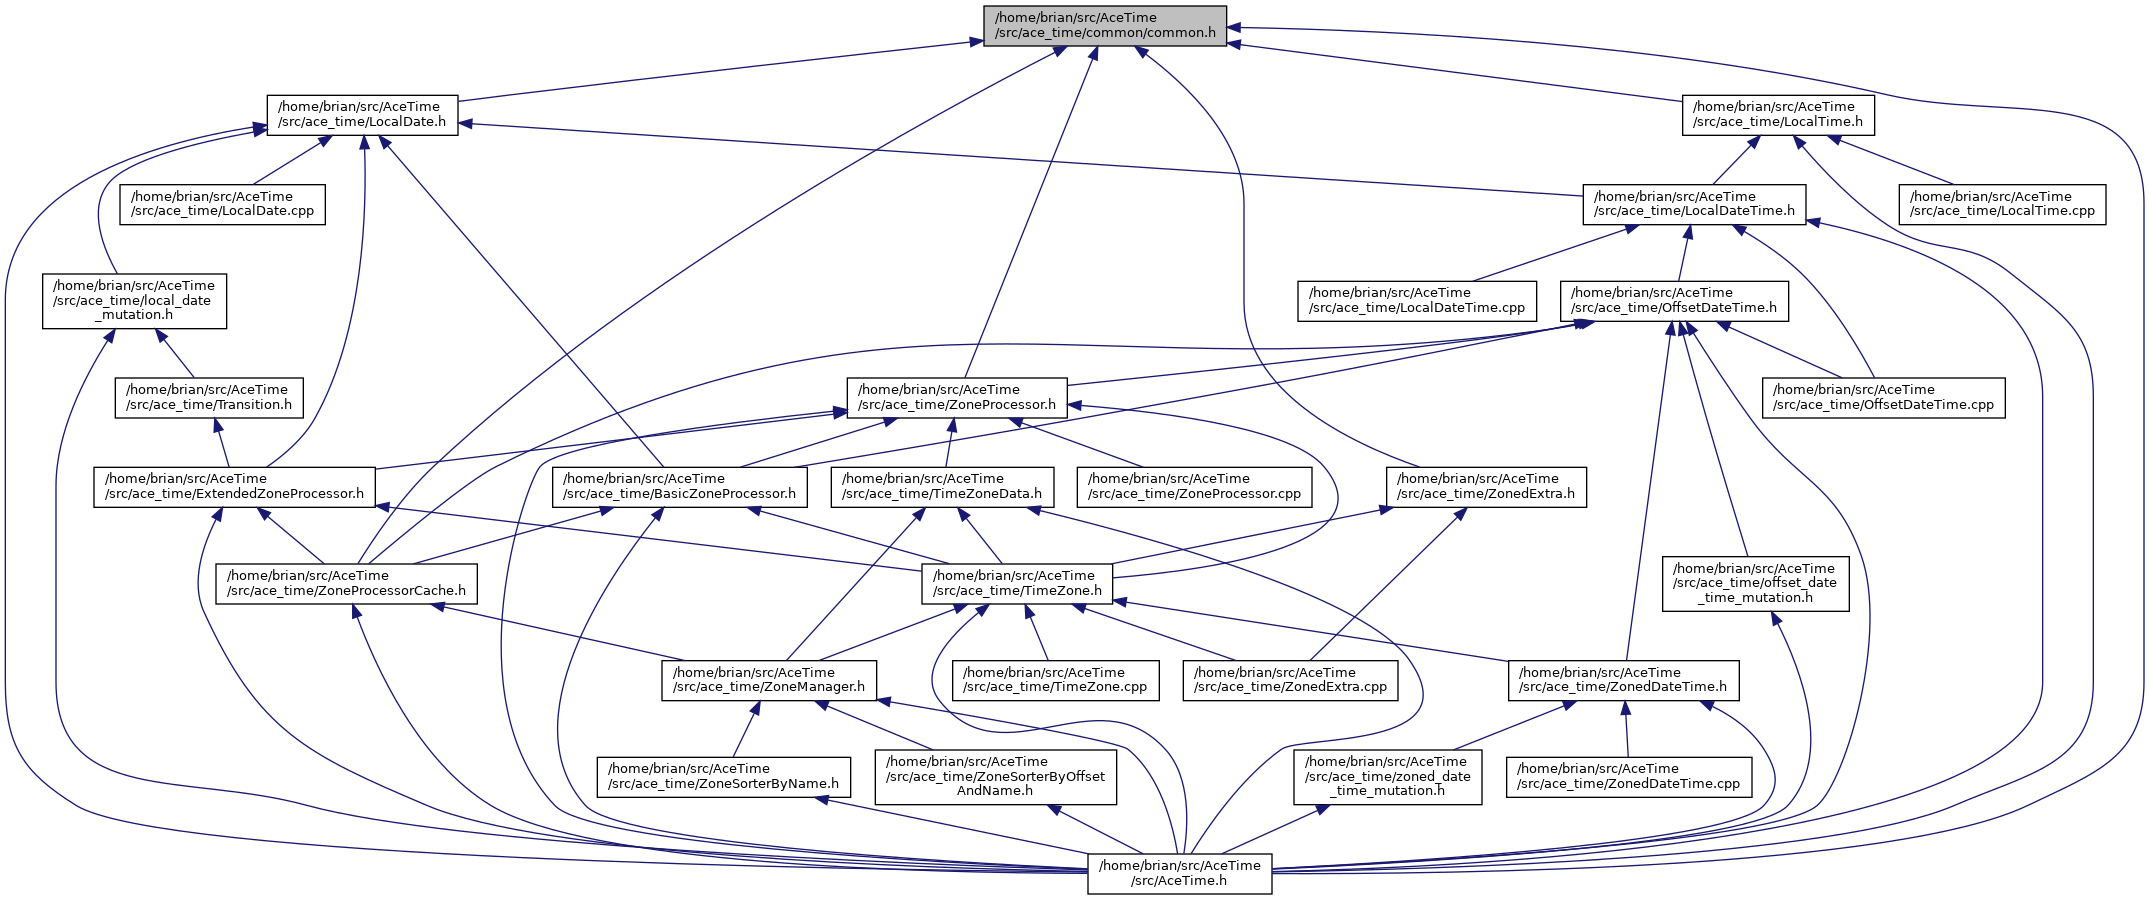 /home/brian/src/AceTime
/src/ace_time/common/common.h
/home/brian/src/AceTime
/src/ace_time/LocalDate.h
/home/brian/src/AceTime
/src/ace_time/LocalTime.h
/home/brian/src/AceTime
/src/ace_time/LocalDate.cpp
/home/brian/src/AceTime
/src/ace_time/LocalDateTime.h
/home/brian/src/AceTime
/src/ace_time/LocalTime.cpp
/home/brian/src/AceTime
/src/ace_time/local_date
_mutation.h
/home/brian/src/AceTime
/src/ace_time/LocalDateTime.cpp
/home/brian/src/AceTime
/src/ace_time/OffsetDateTime.h
/home/brian/src/AceTime
/src/ace_time/Transition.h
/home/brian/src/AceTime
/src/ace_time/ZoneProcessor.h
/home/brian/src/AceTime
/src/ace_time/OffsetDateTime.cpp
/home/brian/src/AceTime
/src/ace_time/ExtendedZoneProcessor.h
/home/brian/src/AceTime
/src/ace_time/BasicZoneProcessor.h
/home/brian/src/AceTime
/src/ace_time/TimeZoneData.h
/home/brian/src/AceTime
/src/ace_time/ZoneProcessor.cpp
/home/brian/src/AceTime
/src/ace_time/ZonedExtra.h
/home/brian/src/AceTime
/src/ace_time/ZoneProcessorCache.h
/home/brian/src/AceTime
/src/ace_time/TimeZone.h
/home/brian/src/AceTime
/src/ace_time/offset_date
_time_mutation.h
/home/brian/src/AceTime
/src/ace_time/ZoneManager.h
/home/brian/src/AceTime
/src/ace_time/TimeZone.cpp
/home/brian/src/AceTime
/src/ace_time/ZonedExtra.cpp
/home/brian/src/AceTime
/src/ace_time/ZonedDateTime.h
/home/brian/src/AceTime
/src/ace_time/ZoneSorterByName.h
/home/brian/src/AceTime
/src/ace_time/ZoneSorterByOffset
AndName.h
/home/brian/src/AceTime
/src/ace_time/zoned_date
_time_mutation.h
/home/brian/src/AceTime
/src/ace_time/ZonedDateTime.cpp
/home/brian/src/AceTime
/src/AceTime.h